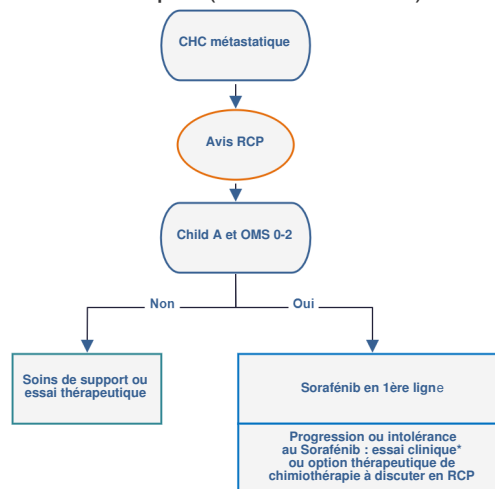 CHC métastatique
Avis RCP
Child A et OMS 0-2
Non
Oui
Soins de support ou
essai thérapeutique
Sorafénib en 1ère ligne
Progression ou intolérance
au Sorafénib : essai clinique*
ou option thérapeutique de
chimiothérapie à discuter en RCP